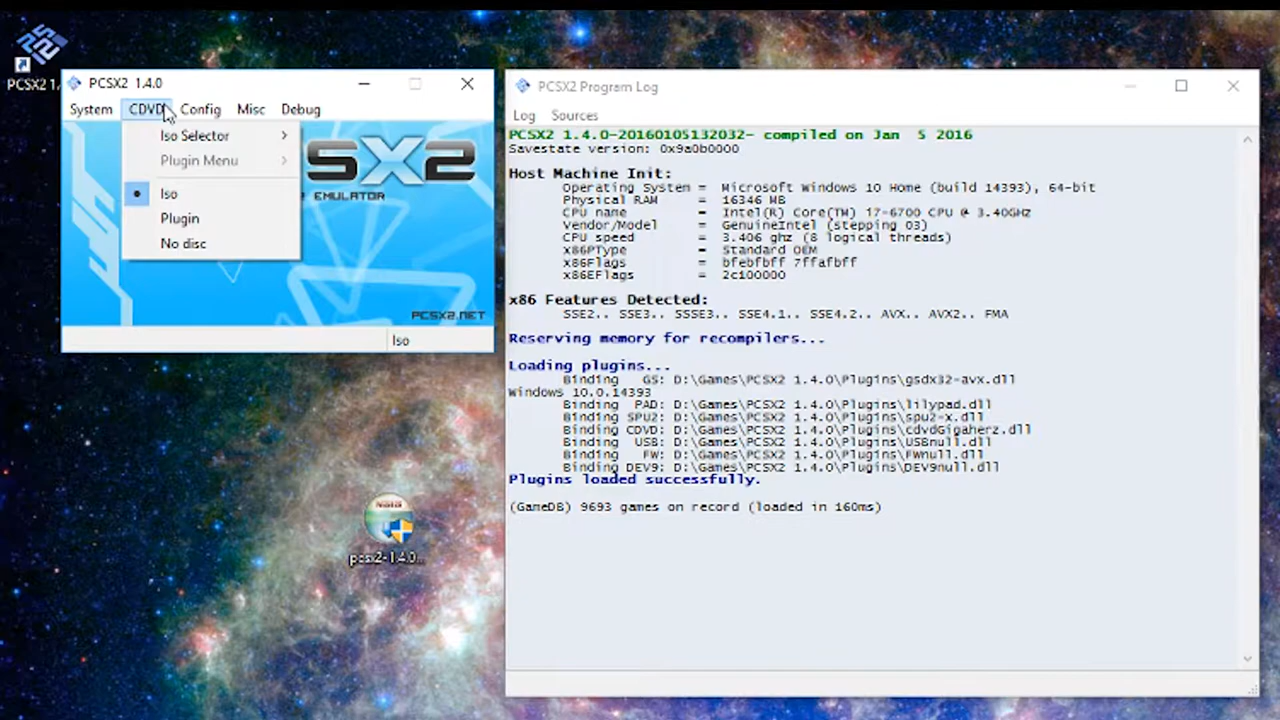 PCSX2 1.4.0
System CDVD Config Misc Debug
Iso Selector
Plugin Menu
Iso
Plugin
No disc
SX2
EMULATOR
PCSX2.NET
Iso
pcsx2-1.4.0...
PCSX2 Program Log
Log Sources
PCSX2 1.4.0-20160105132032- compiled on Jan 5 2016
Savestate version: 0x9a0b0000
Host Machine Init:
Operating System = Microsoft Windows 10 Home (build 14393), 64-bit
Physical RAM = 16346 MB
CPU name = Intel(R) Core(TM) i7-6700 CPU @ 3.40GHz
Vendor/Model = GenuineIntel (stepping 03)
CPU speed = 3.406 ghz (8 logical threads)
x86PType = Standard OEM
x86Flags = bfebfbff 7ffafbff
x86EFlags = 2c100000
x86 Features Detected:
SSE2.. SSE3.. SSSE3.. SSE4.1.. SSE4.2.. AVX.. AVX2.. FMA
Reserving memory for recompilers...
Loading plugins...
Binding GS: D:\Games\PCSX2 1.4.0\Plugins\gsdx32-avx.dll
Windows 10.0.14393
Binding PAD: D:\Games\PCSX2 1.4.0\Plugins\lilypad.dll
Binding SPU2: D:\Games\PCSX2 1.4.0\Plugins\spu2-x.dll
Binding CDVD: D:\Games\PCSX2 1.4.0\Plugins\cdvdGigaherz.dll
Binding USB: D:\Games\PCSX2 1.4.0\Plugins\USBnull.dll
Binding FW: D:\Games\PCSX2 1.4.0\Plugins\FWnull.dll
Binding DEV9: D:\Games\PCSX2 1.4.0\Plugins\DEV9null.dll
Plugins loaded successfully.
(GameDB) 9693 games on record (loaded in 160ms)
PCSX2 1.